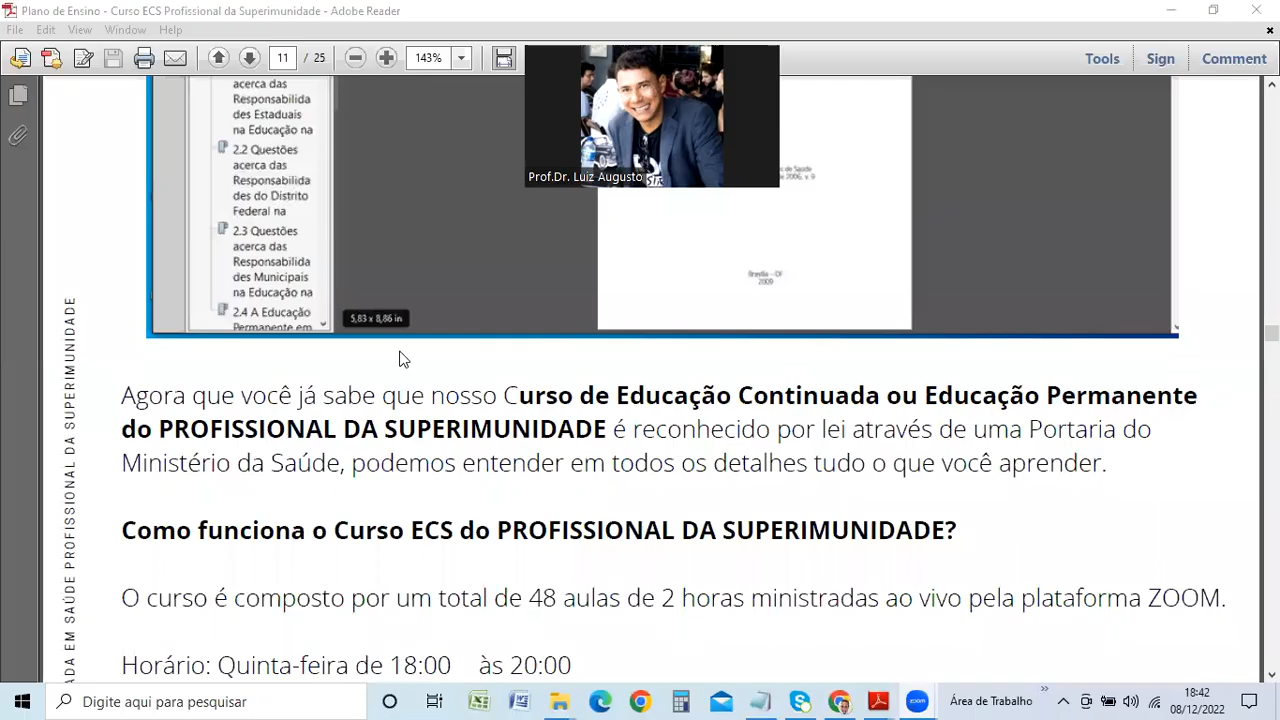 Plano de Ensino - Curso ECS Profissional da Superimunidade - Adobe Reader
File Edit View Window Help
11 / 25 143% Tools Sign Comment
acerca das
Responsabilida
des Estaduais
na Educação na
2.2 Questões
acerca das
Responsabilida
des do Distrito
Federal na
2.3 Questões
acerca das
Responsabilida
des Municipais
na Educação na
2.4 A Educação
Permanente em
5,83 x 8,86 in
Prof.Dr. Luiz Augusto
s de Saúde
e 2006, v. 9
Brasília - DF
2009
ADA EM SAÚDE PROFISSIONAL DA SUPERIMUNIDADE
Agora que você já sabe que nosso Curso de Educação Continuada ou Educação Permanente
do PROFISSIONAL DA SUPERIMUNIDADE é reconhecido por lei através de uma Portaria do
Ministério da Saúde, podemos entender em todos os detalhes tudo o que você aprender.
Como funciona o Curso ECS do PROFISSIONAL DA SUPERIMUNIDADE?
O curso é composto por um total de 48 aulas de 2 horas ministradas ao vivo pela plataforma ZOOM.
Horário: Quinta-feira de 18:00 às 20:00
Digite aqui para pesquisar
zoom
Área de Trabalho
18:42
08/12/2022